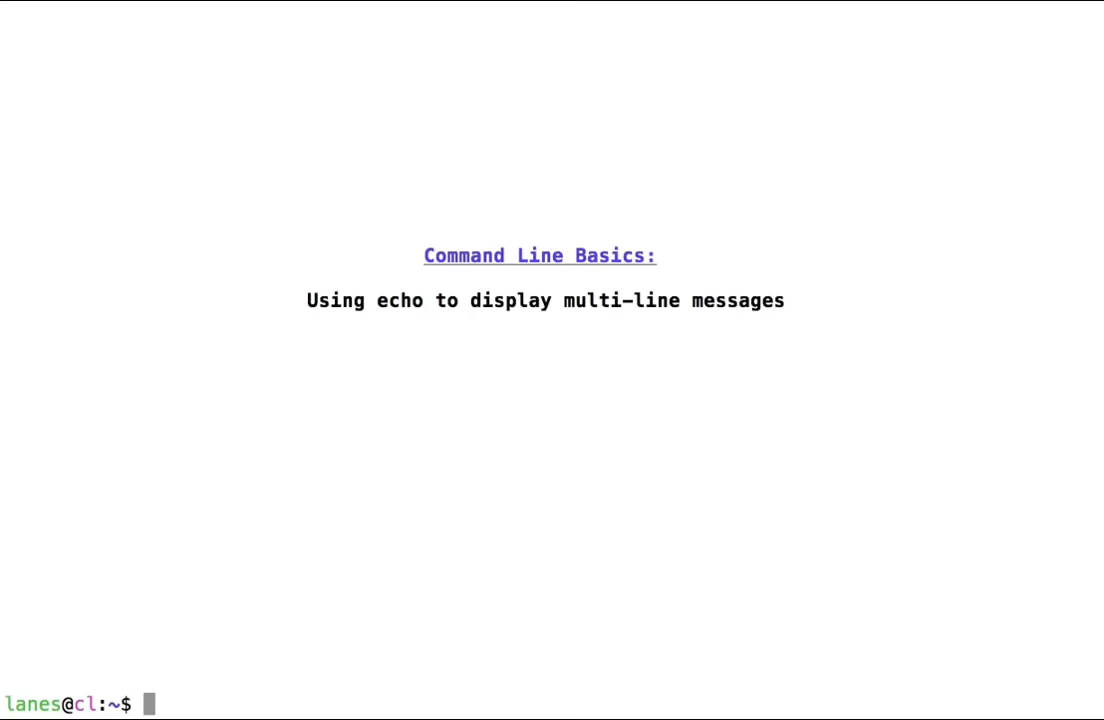 Command Line Basics:
Using echo to display multi-line messages
lanes@cl:~$